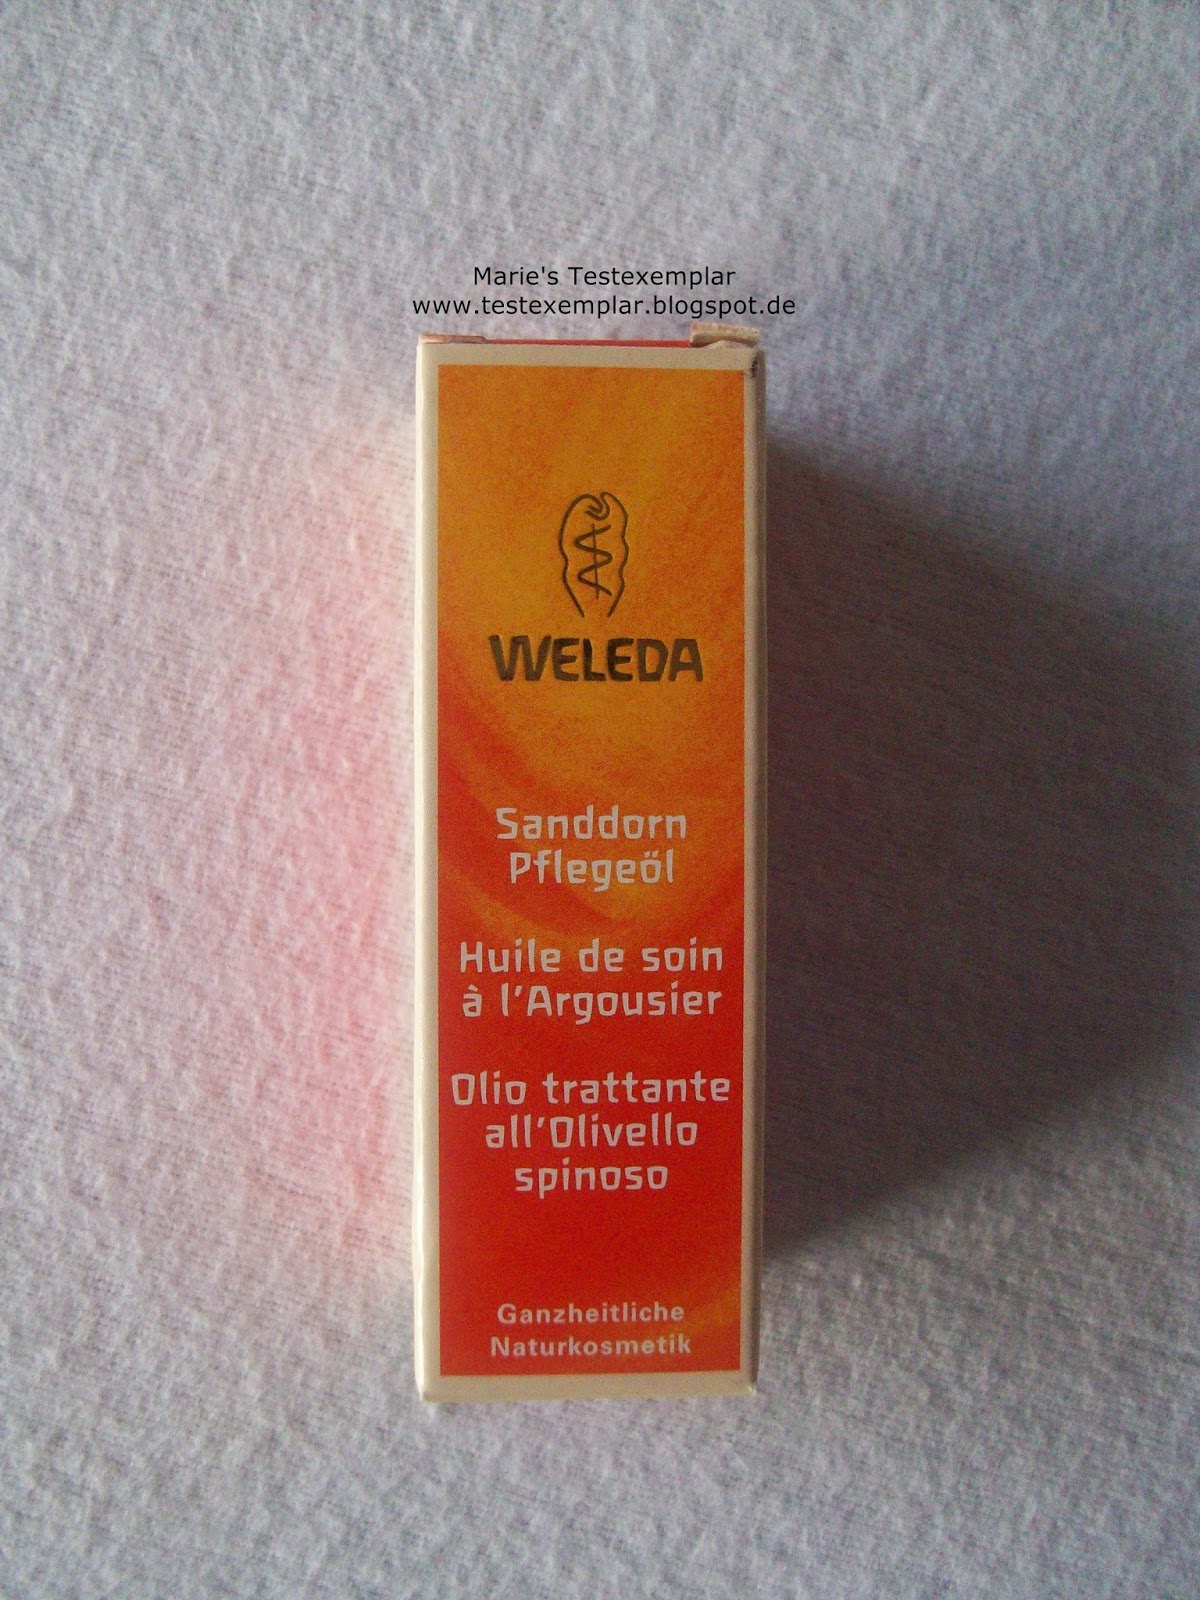 Marie's Testexemplar
www.testexemplar.blogspot.de
WELEDA
Sanddorn
Pflegeöl
Huile de soin
à l'Argousier
Olio trattante
all'Olivello
spinoso
Ganzheitliche
Naturkosmetik